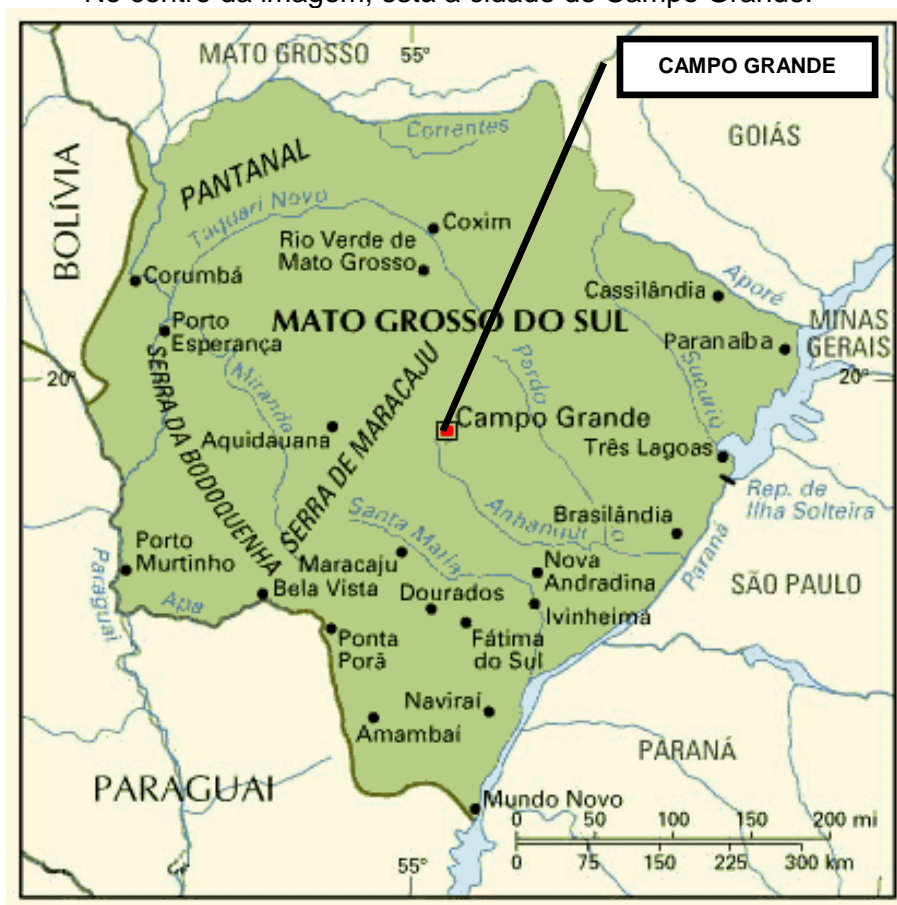 No centro da imagem, está a cidade de Campo Grande.
MATO GROSSO
55°
CAMPO GRANDE
GOIÁS
BOLÍVIA
PANTANAL
Correntes
Taquari Novo
Coxim
Rio Verde de
Mato Grosso
Corumbá
Cassilândia
Aporé
Porto
Esperança
MATO GROSSO DO SUL
MINAS
GERAIS
Paranaíba
20°
20°
SERRA DA BODOQUENHA
Miranda
SERRA DE MARACAJU
Pardo
Sucuriú
Campo Grande
Aquidauana
Três Lagoas
Rep. de
Ilha Solteira
Santa Maria
Brasilândia
Paraná
Porto
Murtinho
Maracaju
Nova
Andradina
SÃO PAULO
Paraguai
Apa
Bela Vista
Dourados
Ivinheimá
Ponta
Porã
Fátima
do Sul
Naviraí
Amambaí
PARANÁ
PARAGUAI
Mundo Novo
0 50 100 150 200 mi
0 75 150 225 300 km
55°